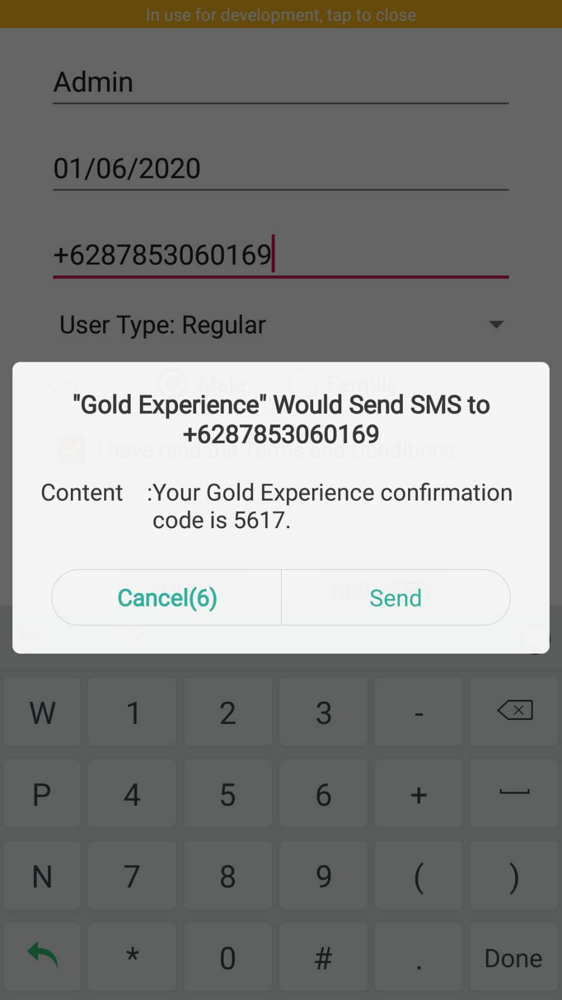 In use for development, tap to close
Admin
01/06/2020
+6287853060169
User Type: Regular
Gender Male Female
"Gold Experience" Would Send SMS to
+6287853060169
I have read the Terms and Conditions
Content :Your Gold Experience confirmation
code is 5617.
Cancel(6) Send
LOGIN REGISTER
W 1 2 3 -
P 4 5 6 +
N 7 8 9 ( )
* 0 # . Done